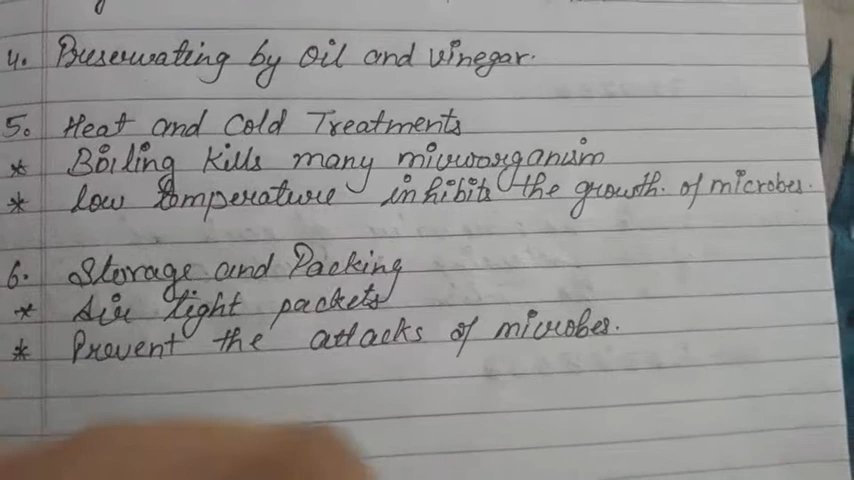 4. Preservating by oil and vinegar.
5. Heat and cold Treatments
* Boiling kills many microorganism
* low temperature inhibits the growth. of microbes.
6. Storage and Packing
* Air tight packets
* Prevent the attacks of microbes.